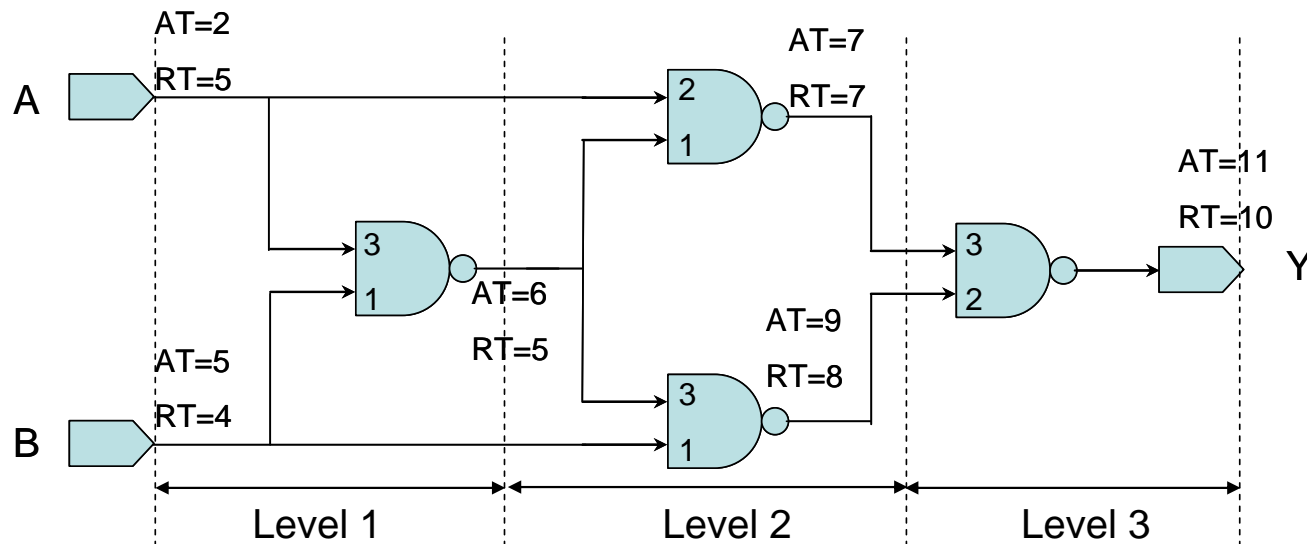 AT=2
RT=5
A
AT=7
RT=7
2
1
AT=11
RT=10
3
1
AT=6
RT=5
3
2
Y
AT=5
RT=4
B
AT=9
RT=8
3
1
Level 1
Level 2
Level 3